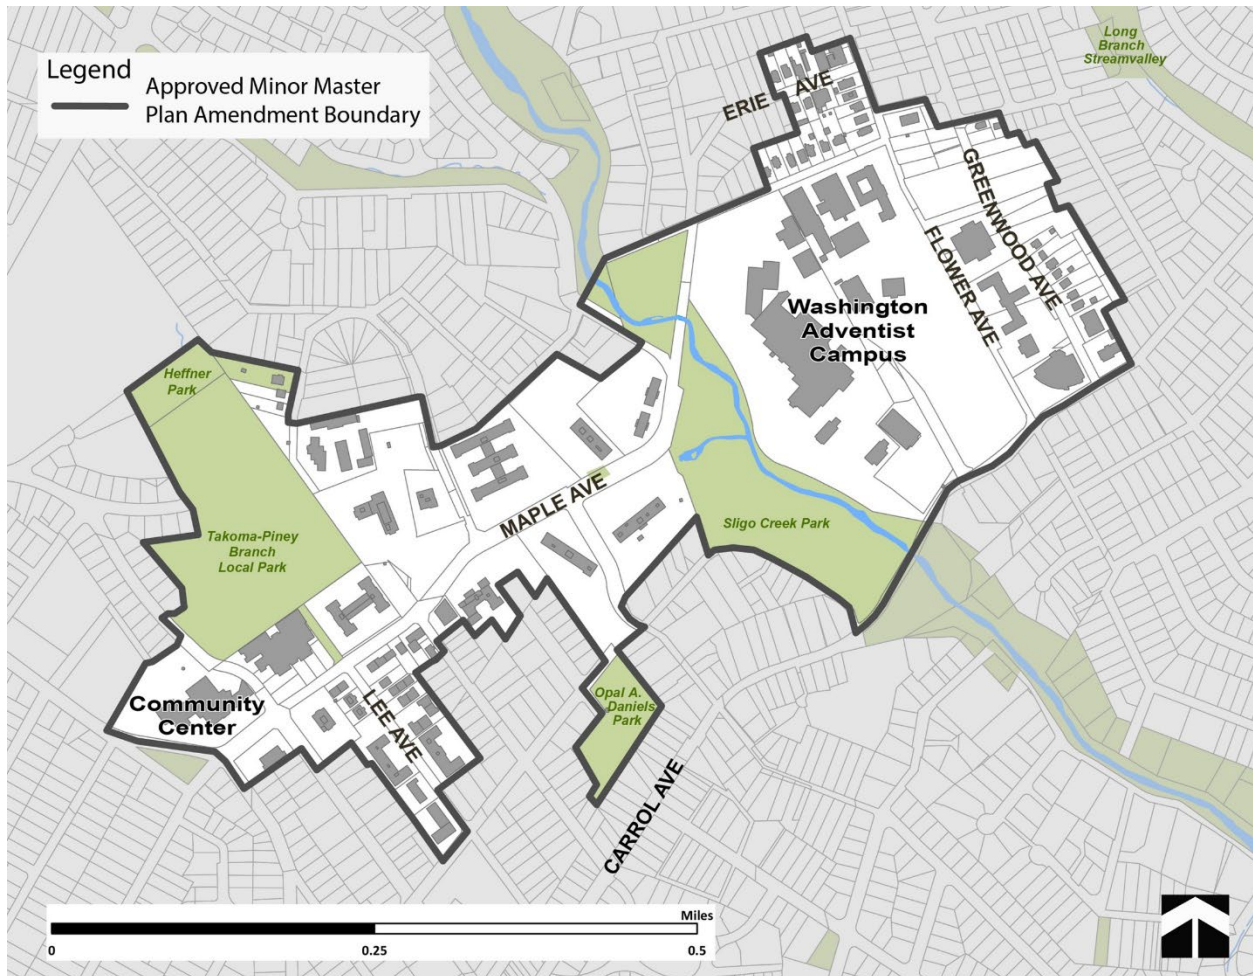 Legend
Approved Minor Master
Plan Amendment Boundary
Long
Branch
Streamvalley
ERIE AVE
GREENWOOD AVE
FLOWER AVE
Washington
Adventist
Campus
Heffner
Park
MAPLE AVE
Sligo Creek Park
Takoma-Piney
Branch
Local Park
Opal A.
Daniels
Park
Community
Center
LEE AVE
CARROL AVE
Miles
0
0.25
0.5